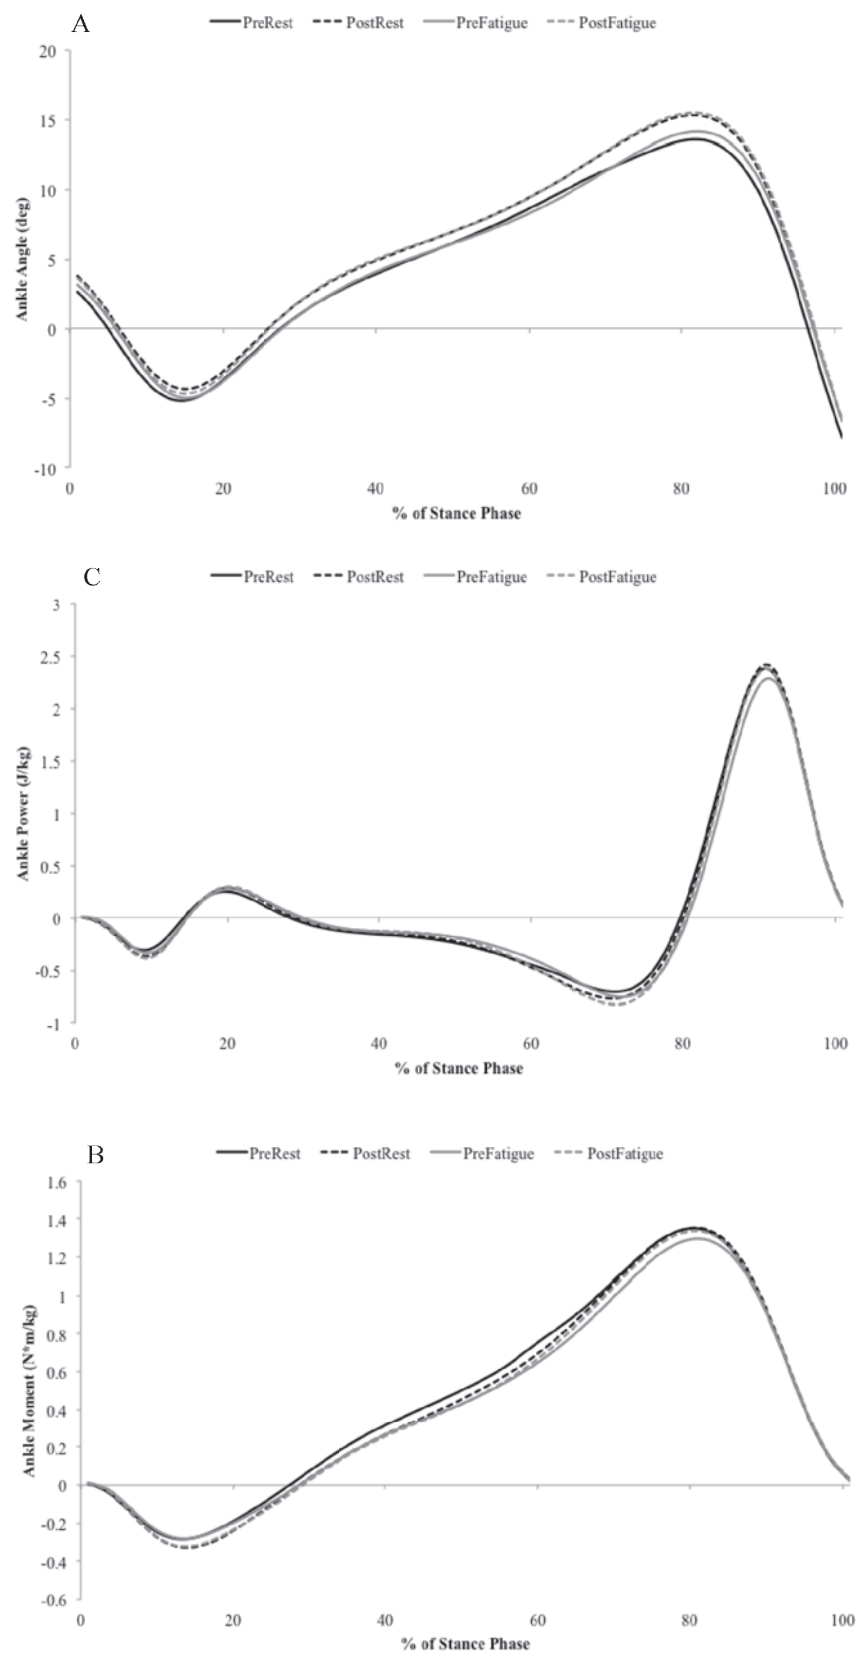 A
PreRest PostRest PreFatigue PostFatigue
20
15
10
5
0
-5
-10
Ankle Angle (deg)
0 20 40 60 80 100
% of Stance Phase
C
PreRest PostRest PreFatigue PostFatigue
3
2.5
2
1.5
1
0.5
0
-0.5
-1
Ankle Power (J/kg)
0 20 40 60 80 100
% of Stance Phase
B
PreRest PostRest PreFatigue PostFatigue
1.6
1.4
1.2
1
0.8
0.6
0.4
0.2
0
-0.2
-0.4
-0.6
Ankle Moment (N*m/kg)
0 20 40 60 80 100
% of Stance Phase